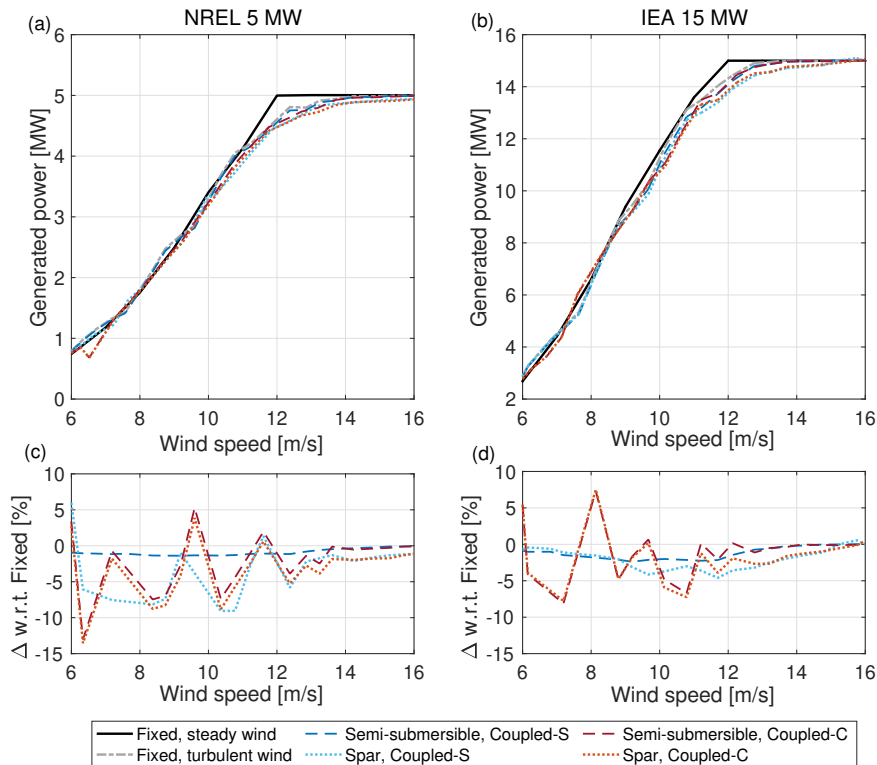 NREL 5 MW
IEA 15 MW
(a)
(b)
Generated power [MW]
6
5
4
3
2
1
0
6 8 10 12 14 16
Wind speed [m/s]
Generated power [MW]
16
14
12
10
8
6
4
2
6 8 10 12 14 16
Wind speed [m/s]
(c)
(d)
Δ w.r.t. Fixed [%]
10
5
0
-5
-10
-15
6 8 10 12 14 16
Wind speed [m/s]
Δ w.r.t. Fixed [%]
10
5
0
-5
-10
-15
6 8 10 12 14 16
Wind speed [m/s]
Fixed, steady wind
Fixed, turbulent wind
Semi-submersible, Coupled-S
Spar, Coupled-S
Semi-submersible, Coupled-C
Spar, Coupled-C